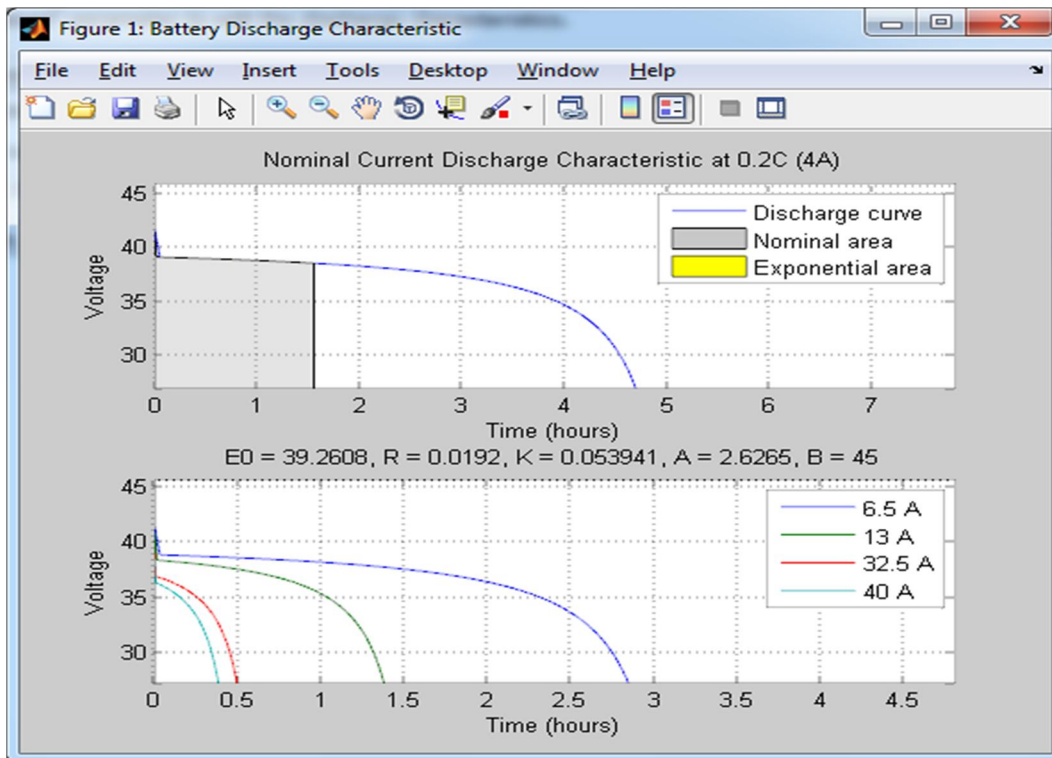 Figure 1: Battery Discharge Characteristic
File Edit View Insert Tools Desktop Window Help
Nominal Current Discharge Characteristic at 0.2C (4A)
45
40
35
30
Voltage
Discharge curve
Nominal area
Exponential area
0 1 2 3 4 5 6 7
Time (hours)
E0 = 39.2608, R = 0.0192, K = 0.053941, A = 2.6265, B = 45
45
40
35
30
Voltage
6.5 A
13 A
32.5 A
40 A
0 0.5 1 1.5 2 2.5 3 3.5 4 4.5
Time (hours)